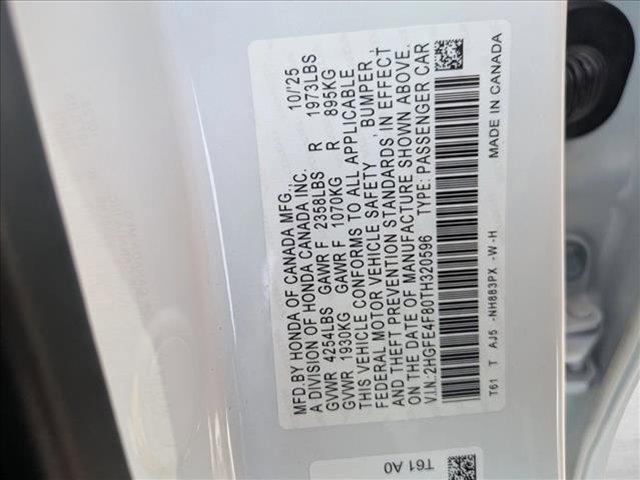 MFD.BY HONDA OF CANADA MFG., 10/'25
A DIVISION OF HONDA CANADA INC.
GVWR 4254LBS GAWR F 2358LBS R 1973LBS
GVWR 1930KG GAWR F 1070KG R 895KG
THIS VEHICLE CONFORMS TO ALL APPLICABLE
FEDERAL MOTOR VEHICLE SAFETY , BUMPER ,
AND THEFT PREVENTION STANDARDS IN EFFECT
ON THE DATE OF MANUFACTURE SHOWN ABOVE.
V.I.N.:2HGFE4F80TH320596 TYPE: PASSENGER CAR
T61 T AJ5 -NH883PX -W-H MADE IN CANADA
T61 A0